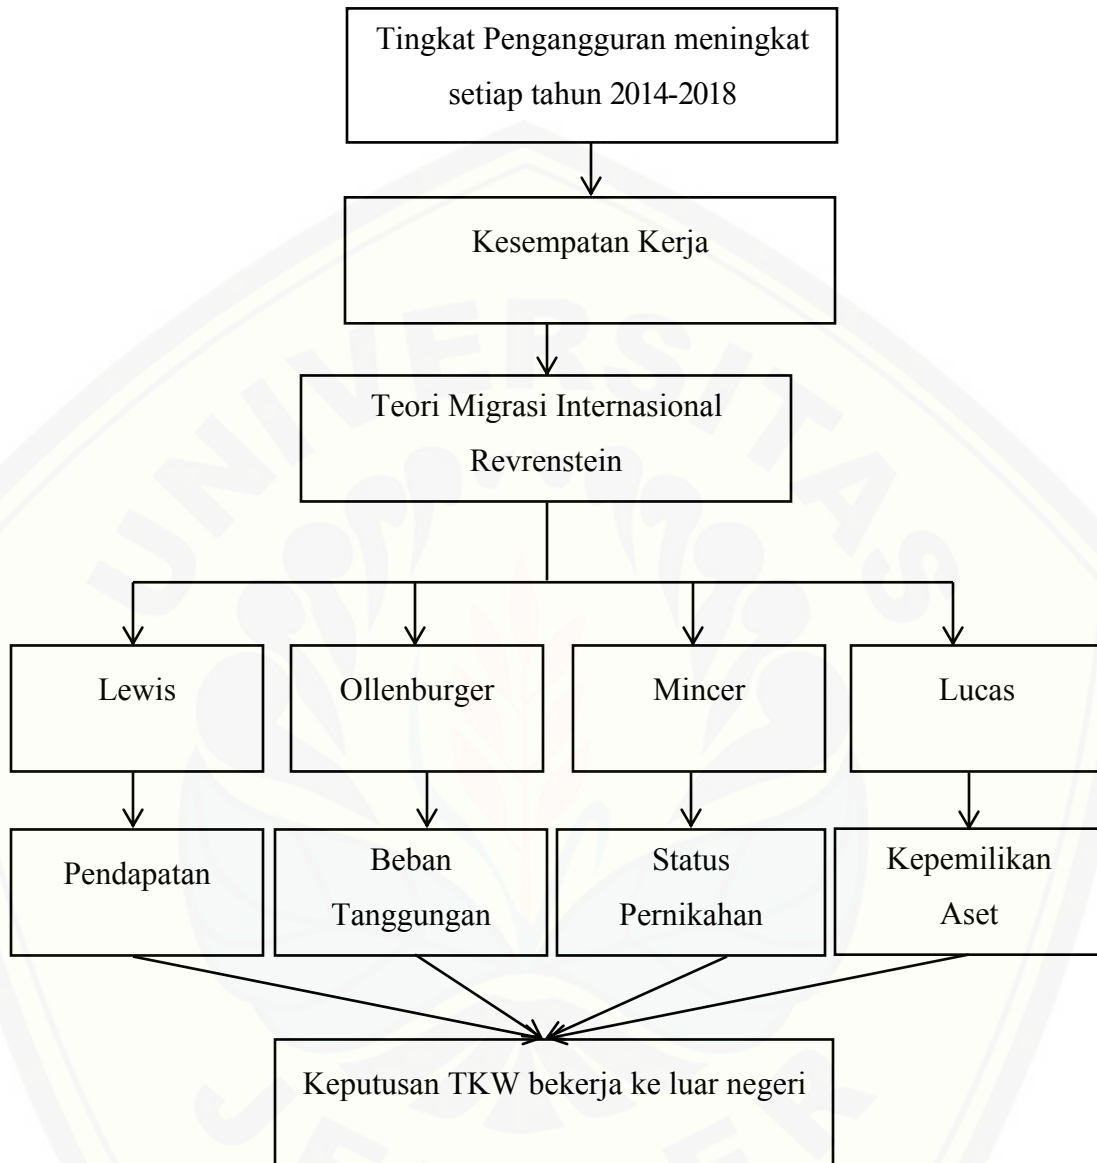 Tingkat Pengangguran meningkat
setiap tahun 2014-2018
Kesempatan Kerja
Teori Migrasi Internasional
Revrenstein
Lewis
Ollenburger
Mincer
Lucas
Pendapatan
Beban
Tanggungan
Status
Pernikahan
Kepemilikan
Aset
Keputusan TKW bekerja ke luar negeri
UNIVERSITAS